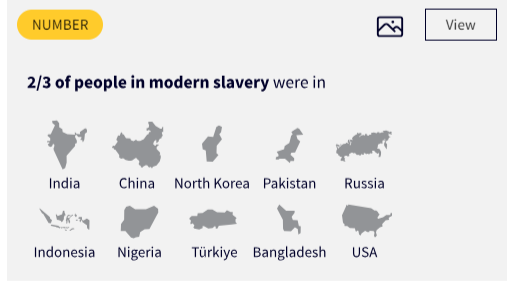 NUMBER
View
2/3 of people in modern slavery were in
India China North Korea Pakistan Russia
Indonesia Nigeria Türkiye Bangladesh USA